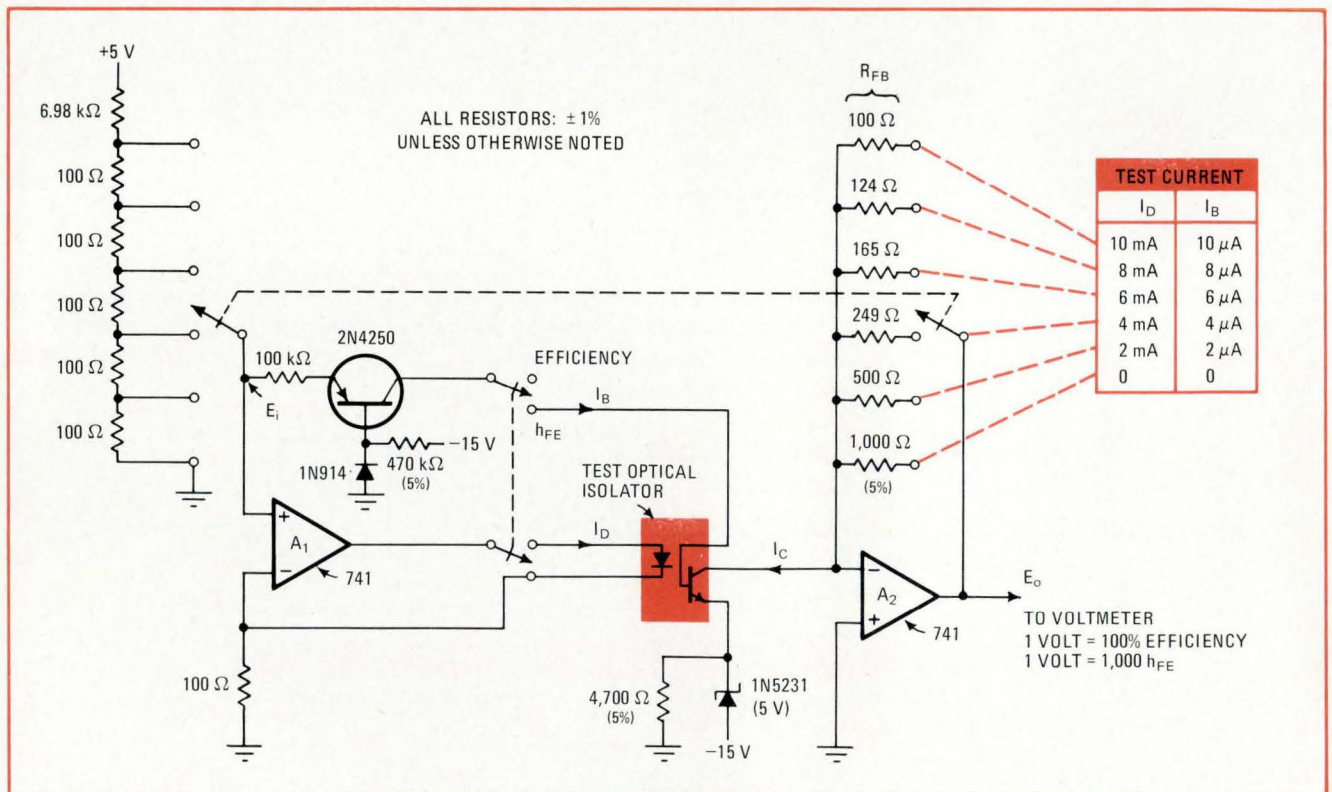 +5 V
6.98 kΩ
100 Ω
100 Ω
100 Ω
100 Ω
100 Ω
ALL RESISTORS: ± 1%
UNLESS OTHERWISE NOTED
R_FB
100 Ω
124 Ω
165 Ω
249 Ω
500 Ω
1,000 Ω
(5%)
TEST CURRENT
I_D I_B
10 mA 10 μA
8 mA 8 μA
6 mA 6 μA
4 mA 4 μA
2 mA 2 μA
0 0
2N4250
100 kΩ
E_i
EFFICIENCY
I_B
h_FE
−15 V
470 kΩ
(5%)
1N914
TEST OPTICAL
ISOLATOR
A_1
+
−
741
I_D
I_C
100 Ω
4,700 Ω
(5%)
1N5231
(5 V)
−15 V
−
A_2
+
741
E_o
TO VOLTMETER
1 VOLT = 100% EFFICIENCY
1 VOLT = 1,000 h_FE